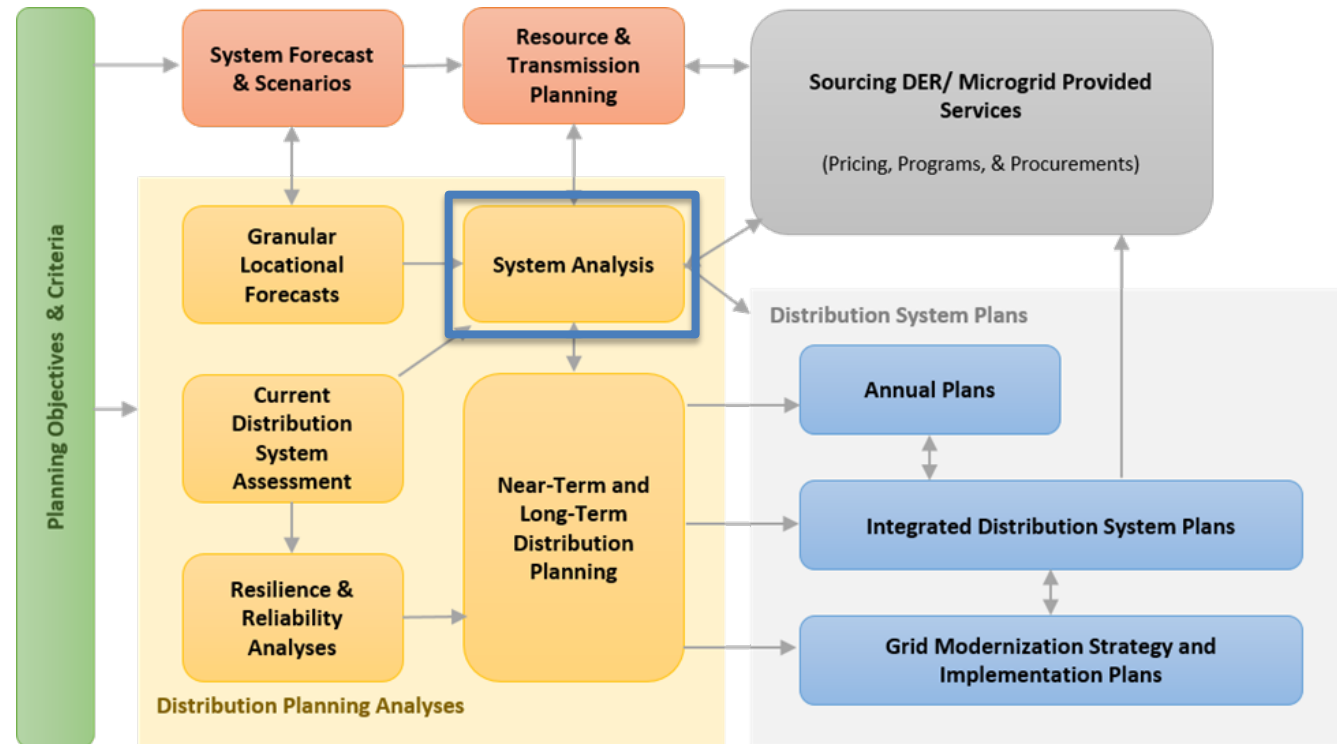 Planning Objectives & Criteria
System Forecast
& Scenarios
Resource &
Transmission
Planning
Sourcing DER/ Microgrid Provided
Services
(Pricing, Programs, & Procurements)
Granular
Locational
Forecasts
System Analysis
Current
Distribution
System
Assessment
Near-Term and
Long-Term
Distribution
Planning
Resilience &
Reliability
Analyses
Distribution Planning Analyses
Distribution System Plans
Annual Plans
Integrated Distribution System Plans
Grid Modernization Strategy and
Implementation Plans